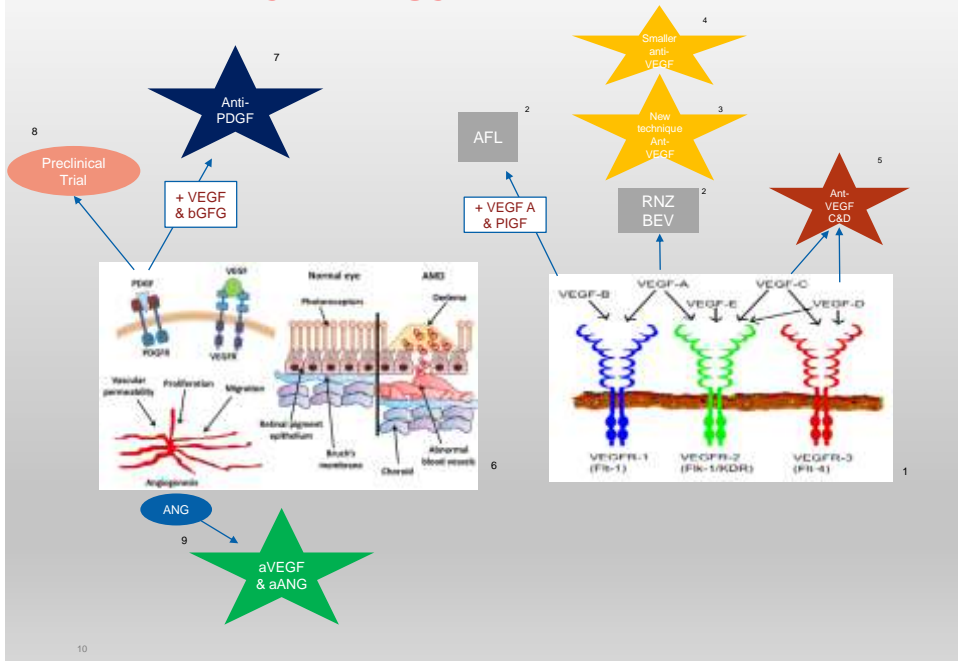 4
Smaller
anti-
VEGF
7
Anti-
PDGF
2
AFL
3
New
technique
Ant-
VEGF
8
Preclinical
Trial
5
Ant-
VEGF
C&D
+ VEGF
& bGFG
+ VEGF A
& PIGF
2
RNZ
BEV
PDGF
VEGF
Normal eye
AMD
Photoreceptors
Oedema
PDGFR
VEGFR
Vascular
permeability
Proliferation
Migration
Retinal pigment
epithelium
Bruch's
membrane
Choroid
Abnormal
blood vessels
Angiogenesis
6
VEGF-B
VEGF-A
VEGF-E
VEGF-C
VEGF-D
VEGFR-1
(Flt-1)
VEGFR-2
(Flk-1/KDR)
VEGFR-3
(Flt-4)
1
ANG
9
aVEGF
& aANG
10